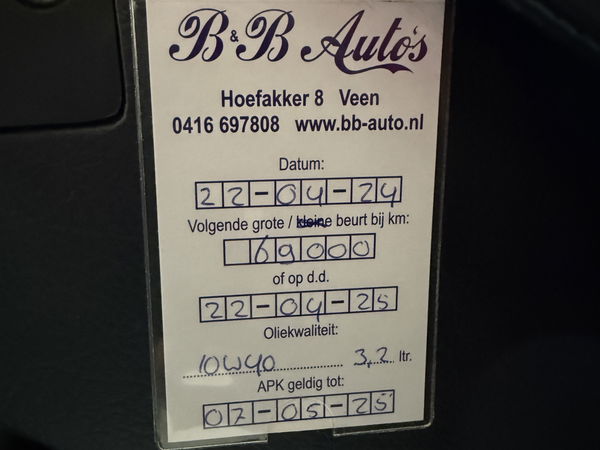 B&B Auto's
Hoefakker 8 Veen
0416 697808 www.bb-auto.nl
Datum:
22-04-24
Volgende grote / kleine beurt bij km:
69000
of op d.d.
22-04-25
Oliekwaliteit:
10W40 3,2 ltr.
APK geldig tot:
07-05-25